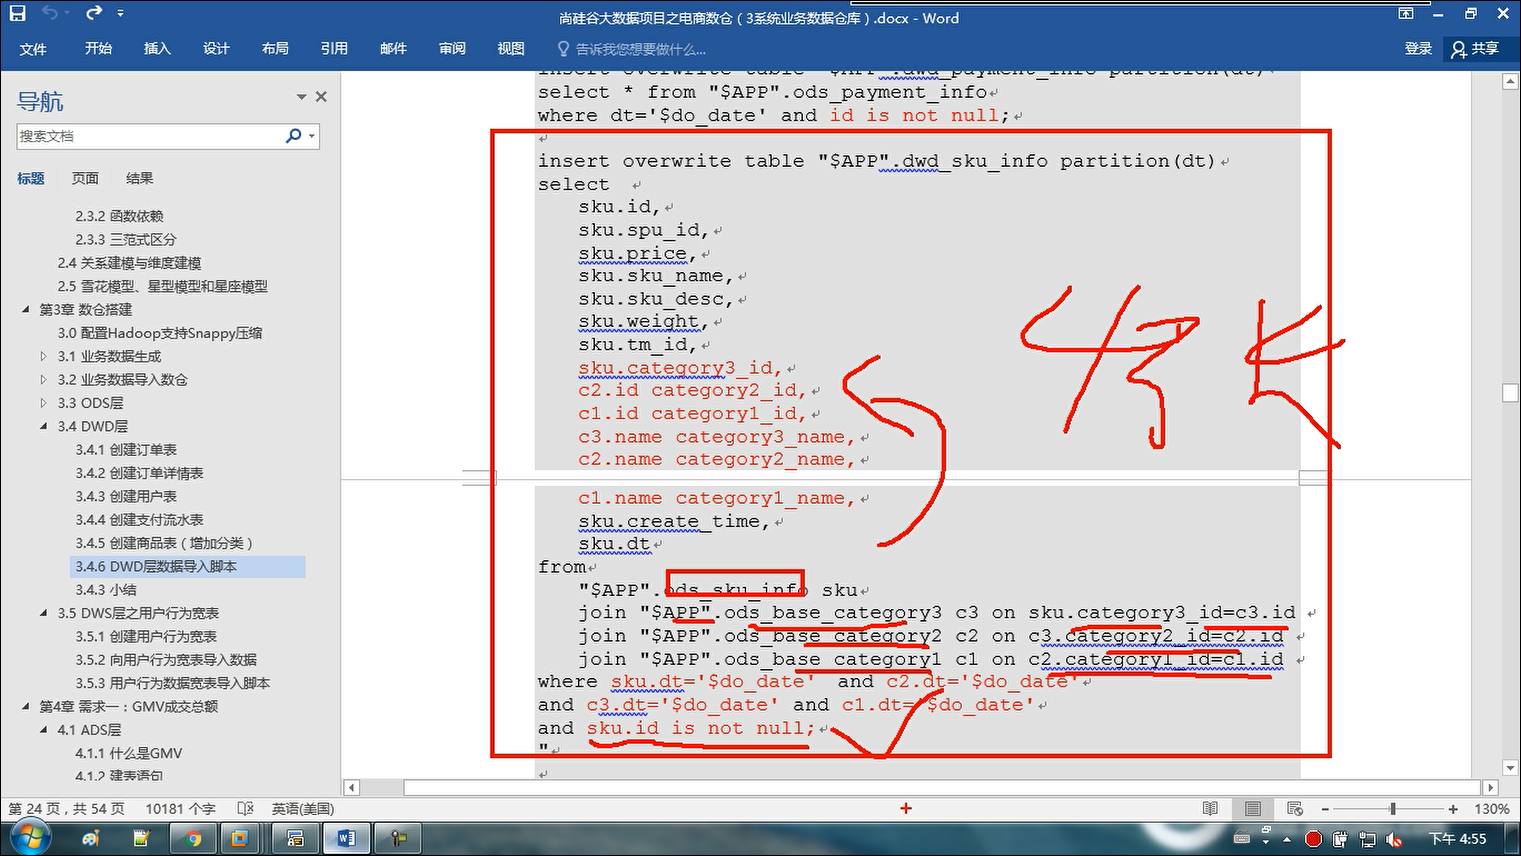 尚硅谷大数据项目之电商数仓（3系统业务数据仓库）.docx - Word
文件 开始 插入 设计 布局 引用 邮件 审阅 视图 告诉我您想要做什么... 登录 共享
导航
搜索文档
标题 页面 结果
2.3.2 函数依赖
2.3.3 三范式区分
2.4 关系建模与维度建模
2.5 雪花模型、星型模型和星座模型
第3章 数仓搭建
3.0 配置Hadoop支持Snappy压缩
3.1 业务数据生成
3.2 业务数据导入数仓
3.3 ODS层
3.4 DWD层
3.4.1 创建订单表
3.4.2 创建订单详情表
3.4.3 创建用户表
3.4.4 创建支付流水表
3.4.5 创建商品表（增加分类）
3.4.6 DWD层数据导入脚本
3.4.3 小结
3.5 DWS层之用户行为宽表
3.5.1 创建用户行为宽表
3.5.2 向用户行为宽表导入数据
3.5.3 用户行为数据宽表导入脚本
第4章 需求一：GMV成交总额
4.1 ADS层
4.1.1 什么是GMV
4.1.2 建表语句
insert overwrite table "$APP".dwd_payment_info partition(dt)
select * from "$APP".ods_payment_info
where dt='$do_date' and id is not null;
insert overwrite table "$APP".dwd_sku_info partition(dt)
select
sku.id,
sku.spu_id,
sku.price,
sku.sku_name,
sku.sku_desc,
sku.weight,
sku.tm_id,
sku.category3_id,
c2.id category2_id,
c1.id category1_id,
c3.name category3_name,
c2.name category2_name,
c1.name category1_name,
sku.create_time,
sku.dt
from
"$APP".ods_sku_info sku
join "$APP".ods_base_category3 c3 on sku.category3_id=c3.id
join "$APP".ods_base_category2 c2 on c3.category2_id=c2.id
join "$APP".ods_base_category1 c1 on c2.category1_id=c1.id
where sku.dt='$do_date' and c2.dt='$do_date'
and c3.dt='$do_date' and c1.dt='$do_date'
and sku.id is not null;
"
第 24 页，共 54 页 10181 个字 英语(美国) 130%
下午 4:55